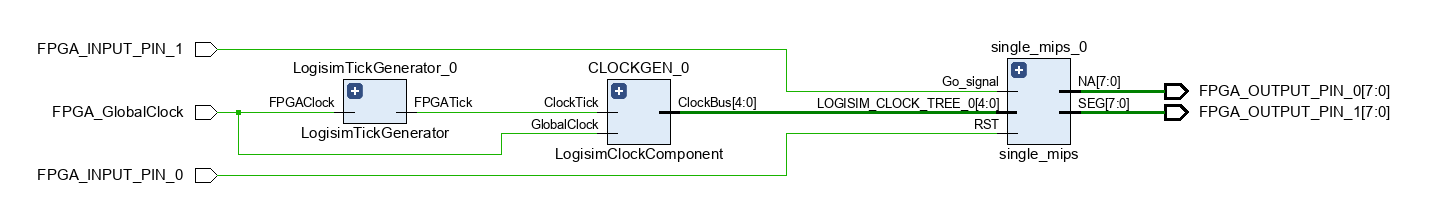 single_mips_0
FPGA_INPUT_PIN_1
LogisimTickGenerator_0
CLOCKGEN_0
Go_signal
NA[7:0]
FPGA_OUTPUT_PIN_0[7:0]
FPGA_GlobalClock
FPGAClock
FPGATick
ClockTick
ClockBus[4:0]
LOGISIM_CLOCK_TREE_0[4:0]
SEG[7:0]
FPGA_OUTPUT_PIN_1[7:0]
GlobalClock
RST
LogisimTickGenerator
LogisimClockComponent
single_mips
FPGA_INPUT_PIN_0